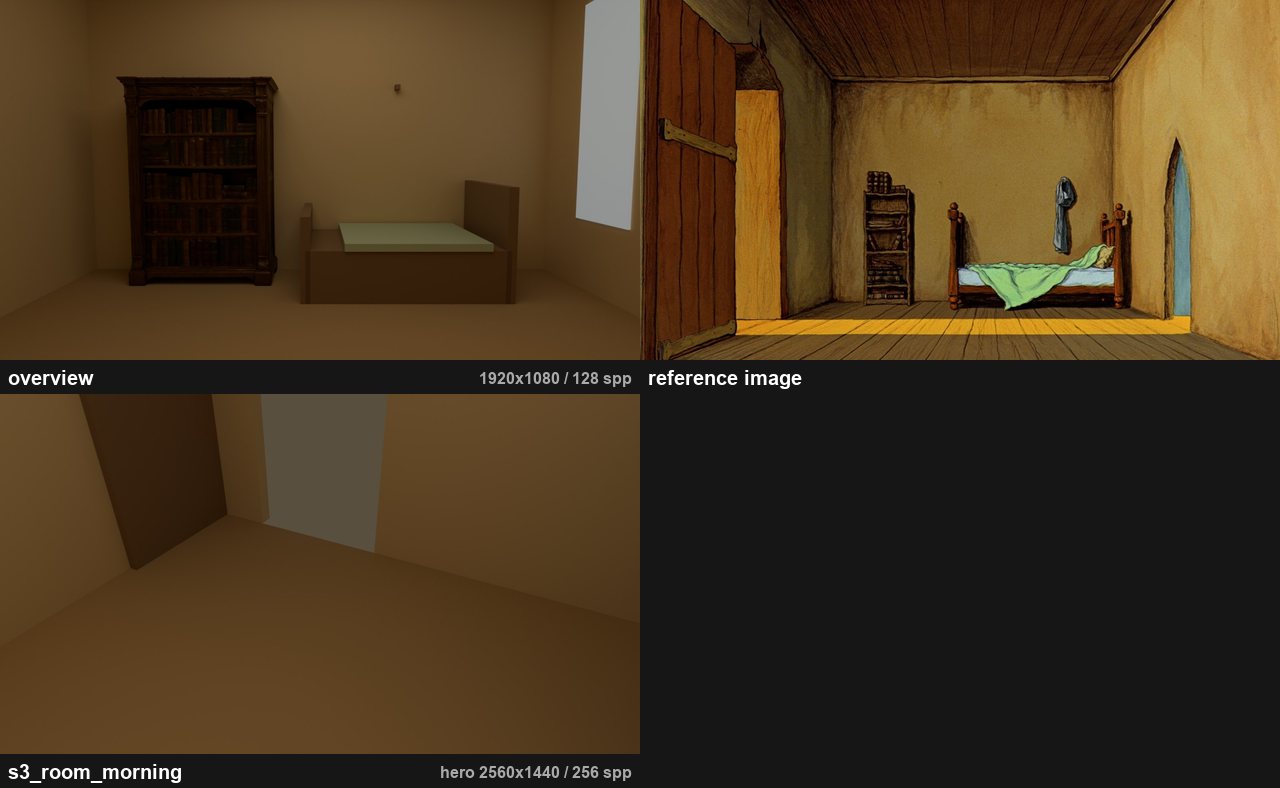 overview
1920x1080 / 128 spp
reference image
s3_room_morning
hero 2560x1440 / 256 spp